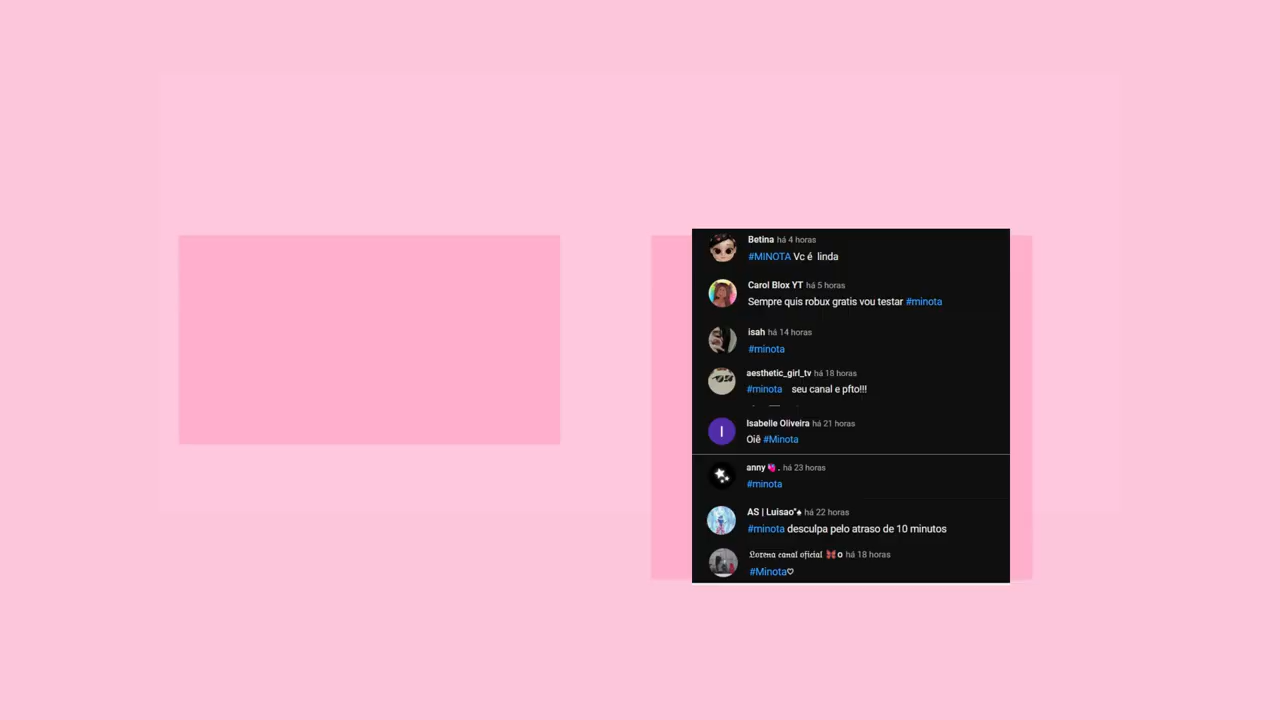 Betina há 4 horas
#MINOTA Vc é linda
Carol Blox YT há 5 horas
Sempre quis robux gratis vou testar #minota
isah há 14 horas
#minota
aesthetic_girl_tv há 18 horas
#minota seu canal e pfto!!!
Isabelle Oliveira há 21 horas
I
Oiê #Minota
anny💘. há 23 horas
#minota
AS | Luisao"♠ há 22 horas
#minota desculpa pelo atraso de 10 minutos
𝔏𝔬𝔯𝔢𝔫𝔞 𝔠𝔞𝔫𝔞𝔩 𝔬𝔣𝔦𝔠𝔦𝔞𝔩 🎀o há 18 horas
#Minota♡